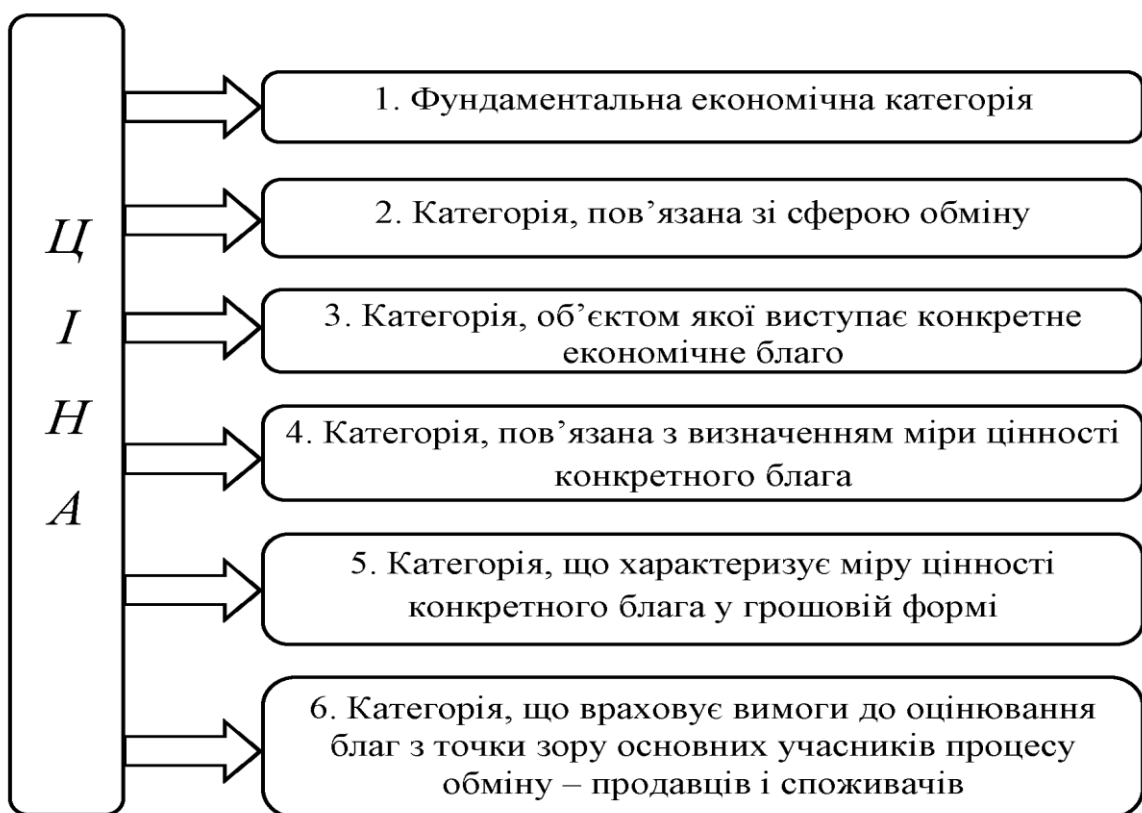 ЦІНА
1. Фундаментальна економічна категорія
2. Категорія, пов’язана зі сферою обміну
3. Категорія, об’єктом якої виступає конкретне
економічне благо
4. Категорія, пов’язана з визначенням міри цінності
конкретного блага
5. Категорія, що характеризує міру цінності
конкретного блага у грошовій формі
6. Категорія, що враховує вимоги до оцінювання
благ з точки зору основних учасників процесу
обміну – продавців і споживачів